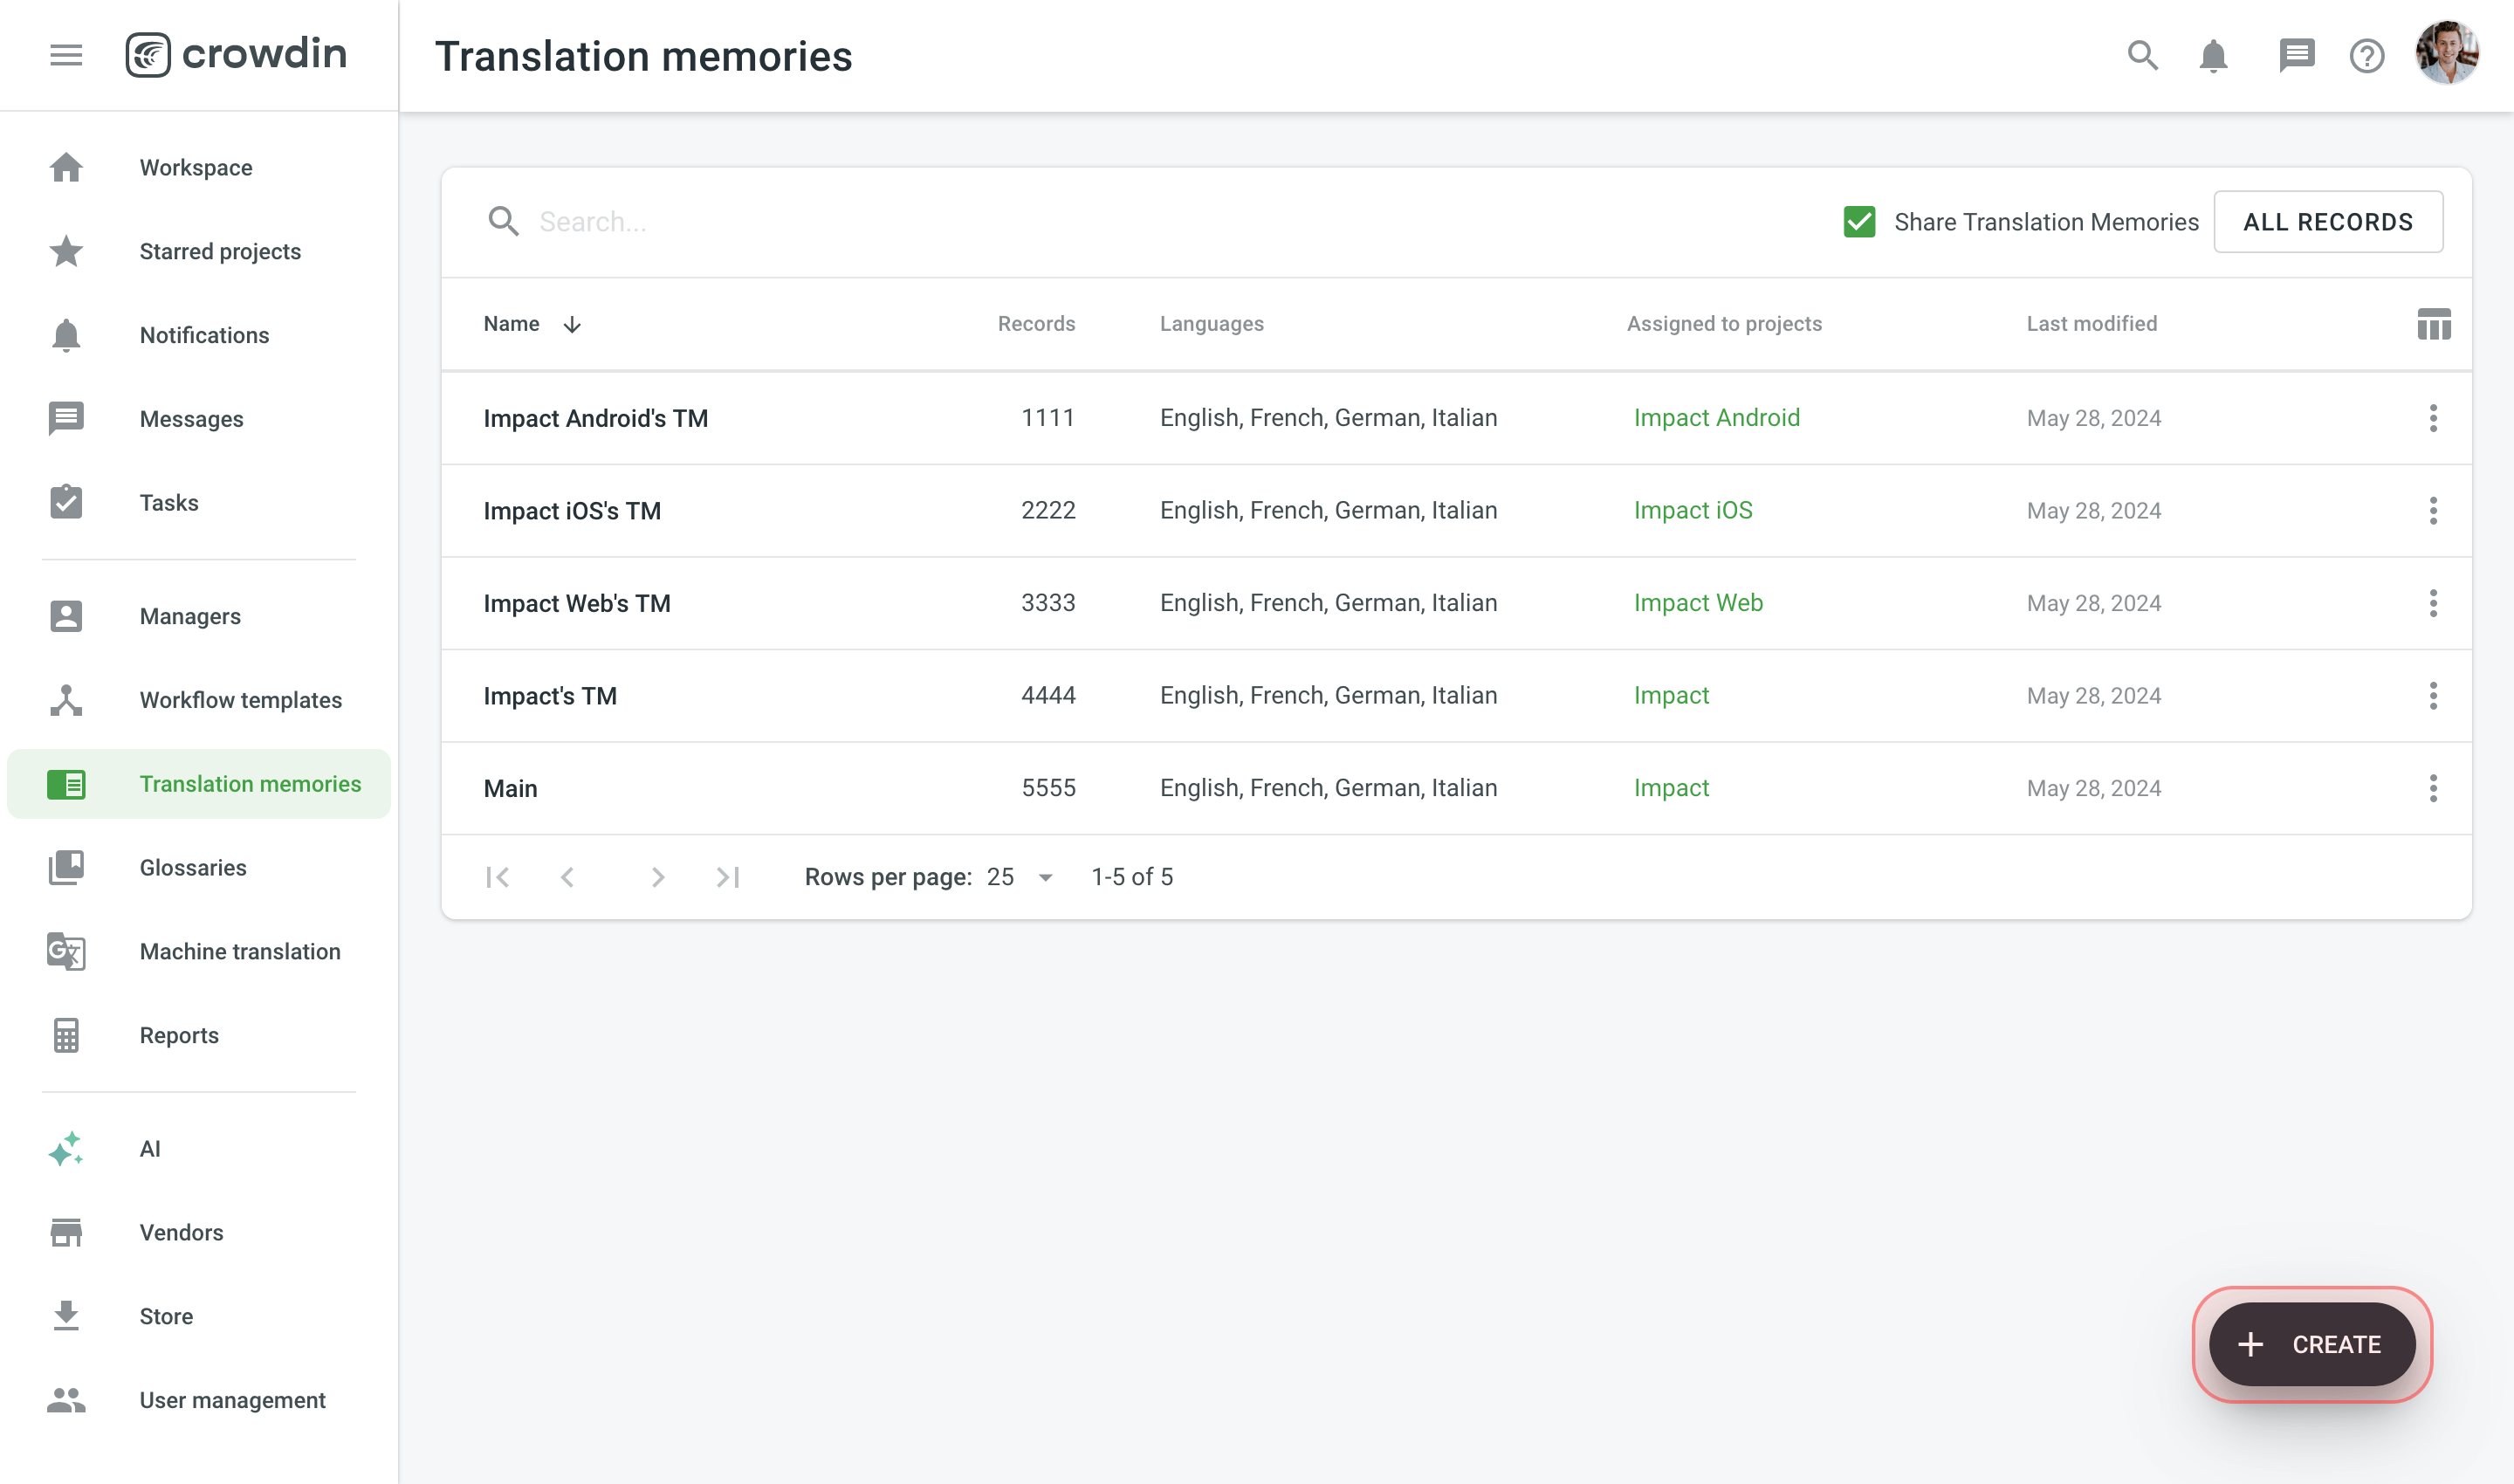 crowdin
Translation memories
Workspace
Starred projects
Notifications
Messages
Tasks
Managers
Workflow templates
Translation memories
Glossaries
Machine translation
Reports
AI
Vendors
Store
User management
Search...
Share Translation Memories
ALL RECORDS
Name Records Languages Assigned to projects Last modified
Impact Android's TM 1111 English, French, German, Italian Impact Android May 28, 2024
Impact iOS's TM 2222 English, French, German, Italian Impact iOS May 28, 2024
Impact Web's TM 3333 English, French, German, Italian Impact Web May 28, 2024
Impact's TM 4444 English, French, German, Italian Impact May 28, 2024
Main 5555 English, French, German, Italian Impact May 28, 2024
Rows per page: 25 1-5 of 5
CREATE